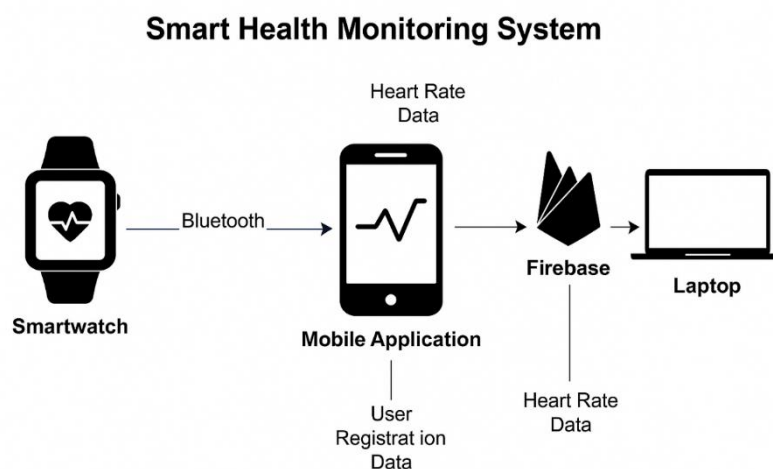 Smart Health Monitoring System
Heart Rate
Data
Bluetooth
Smartwatch
Mobile Application
Firebase
Laptop
User
Registrat ion
Data
Heart Rate
Data